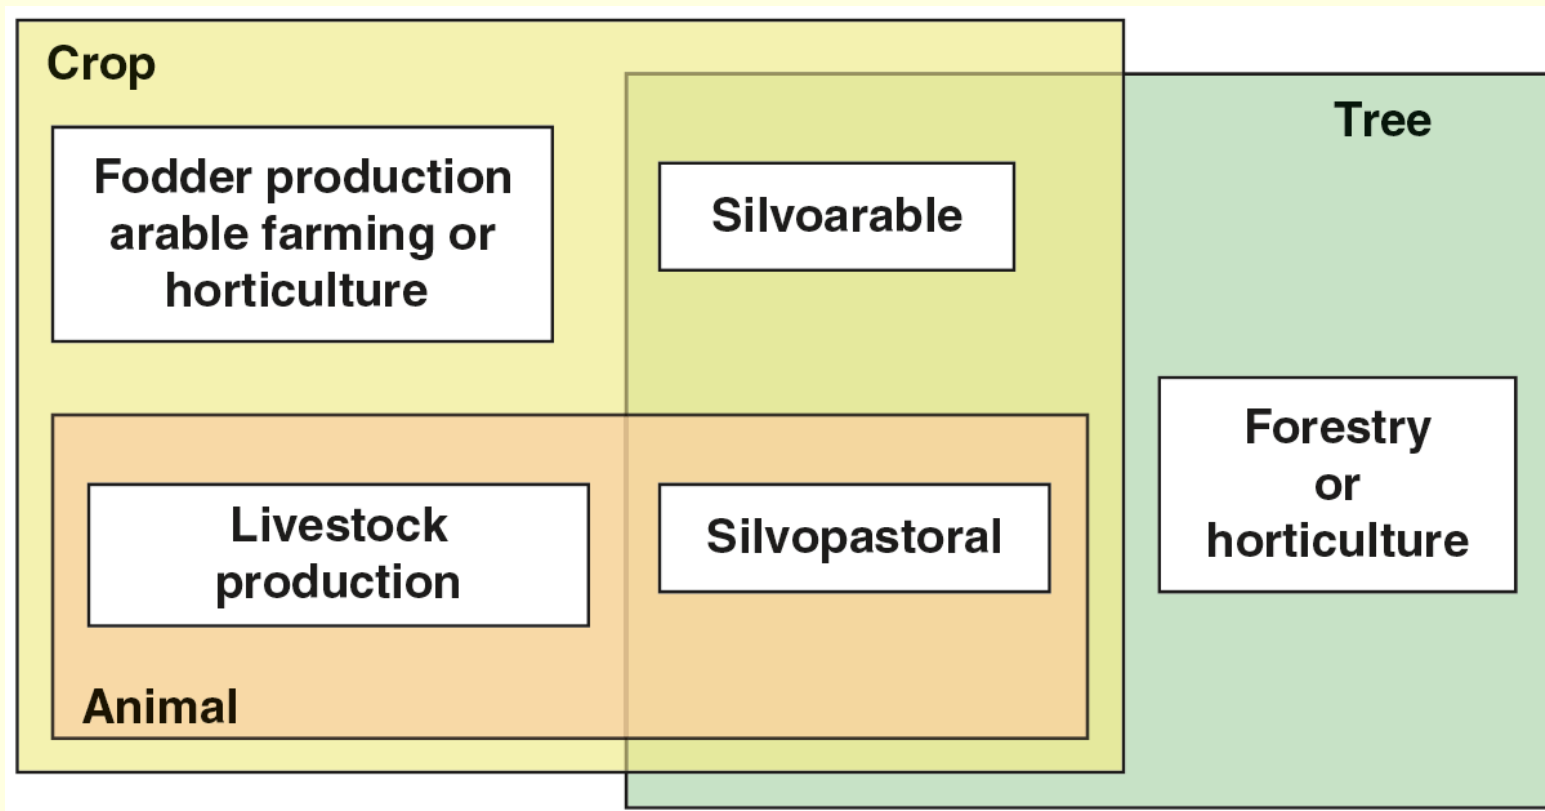 Crop
Tree
Fodder production
arable farming or
horticulture
Silvoarable
Forestry
or
horticulture
Livestock
production
Silvopastoral
Animal